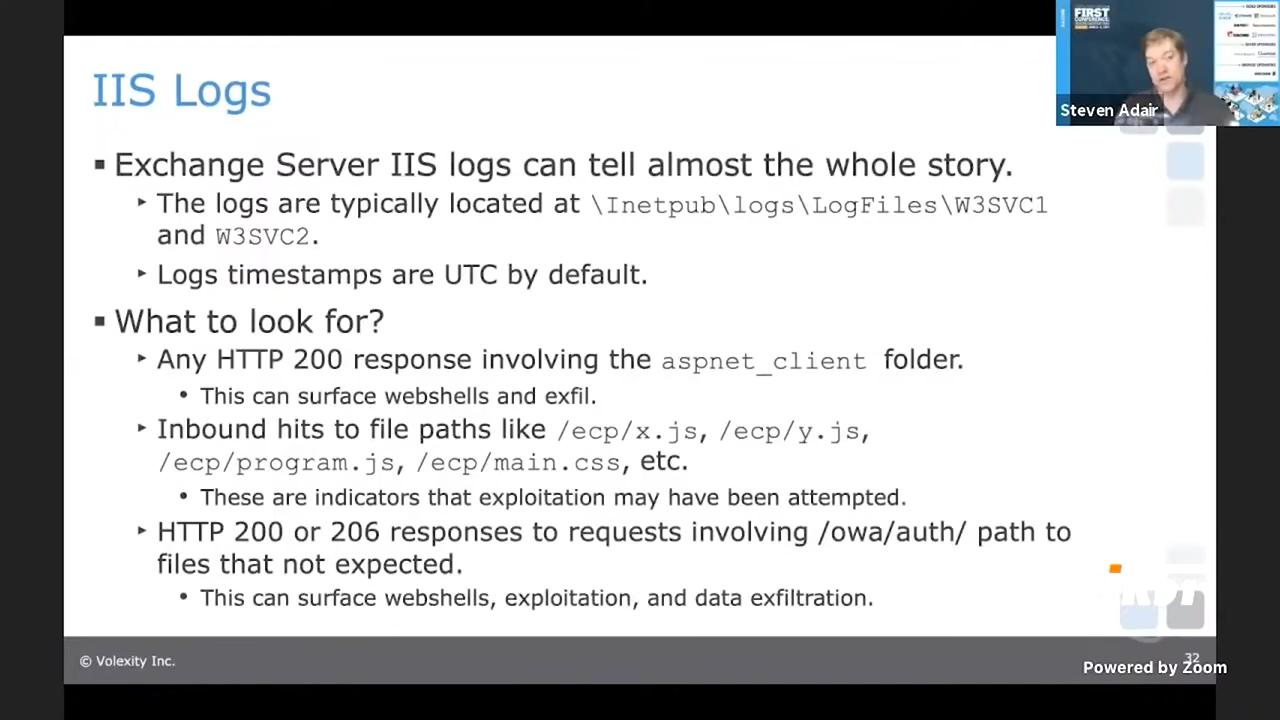 IIS Logs
FIRST
CONFERENCE
Steven Adair
▪ Exchange Server IIS logs can tell almost the whole story.
‣ The logs are typically located at \Inetpub\logs\LogFiles\W3SVC1
and W3SVC2.
‣ Logs timestamps are UTC by default.
▪ What to look for?
‣ Any HTTP 200 response involving the aspnet_client folder.
• This can surface webshells and exfil.
‣ Inbound hits to file paths like /ecp/x.js, /ecp/y.js,
/ecp/program.js, /ecp/main.css, etc.
• These are indicators that exploitation may have been attempted.
‣ HTTP 200 or 206 responses to requests involving /owa/auth/ path to
files that not expected.
• This can surface webshells, exploitation, and data exfiltration.
© Volexity Inc.
32
Powered by Zoom